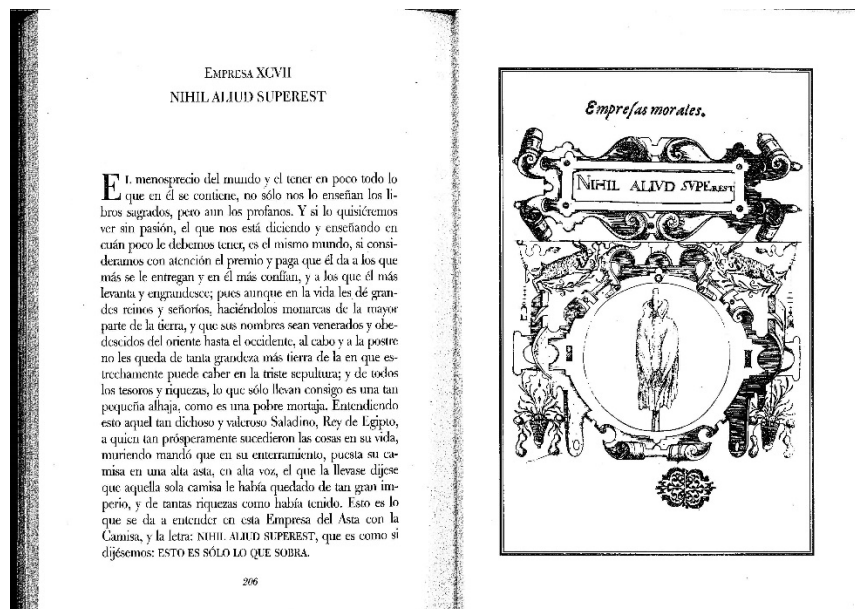 EMPRESA XCVII
NIHIL ALIUD SUPEREST
EL menosprecio del mundo y el tener en poco todo lo
que en él se contiene, no sólo nos lo enseñan los li-
bros sagrados, pero aun los profanos. Y si lo quisiéremos
ver sin pasión, el que nos está diciendo y enseñando en
cuán poco le debemos tener, es el mismo mundo, si consi-
deramos con atención el premio y paga que él da a los que
más se le entregan y en él más confían, y a los que él más
levanta y engrandesce; pues aunque en la vida les dé gran-
des reinos y señoríos, haciéndolos monarcas de la mayor
parte de la tierra, y que sus nombres sean venerados y obe-
descidos del oriente hasta el occidente, al cabo y a la postre
no les queda de tanta grandeza más tierra de la en que es-
trechamente puede caber en la triste sepultura; y de todos
los tesoros y riquezas, lo que sólo llevan consigo es una tan
pequeña alhaja, como es una pobre mortaja. Entendiendo
esto aquel tan dichoso y valeroso Saladino, Rey de Egipto,
a quien tan prósperamente sucedieron las cosas en su vida,
muriendo mandó que en su enterramiento, puesta su ca-
misa en una alta asta, en alta voz, el que la llevase dijese
que aquella sola camisa le había quedado de tan gran im-
perio, y de tantas riquezas como había tenido. Esto es lo
que se da a entender en esta Empresa del Asta con la
Camisa, y la letra: NIHIL ALIUD SUPEREST, que es como si
dijésemos: ESTO ES SÓLO LO QUE SOBRA.
206
Empreſas morales.
NIHIL ALIVD SVPEREST